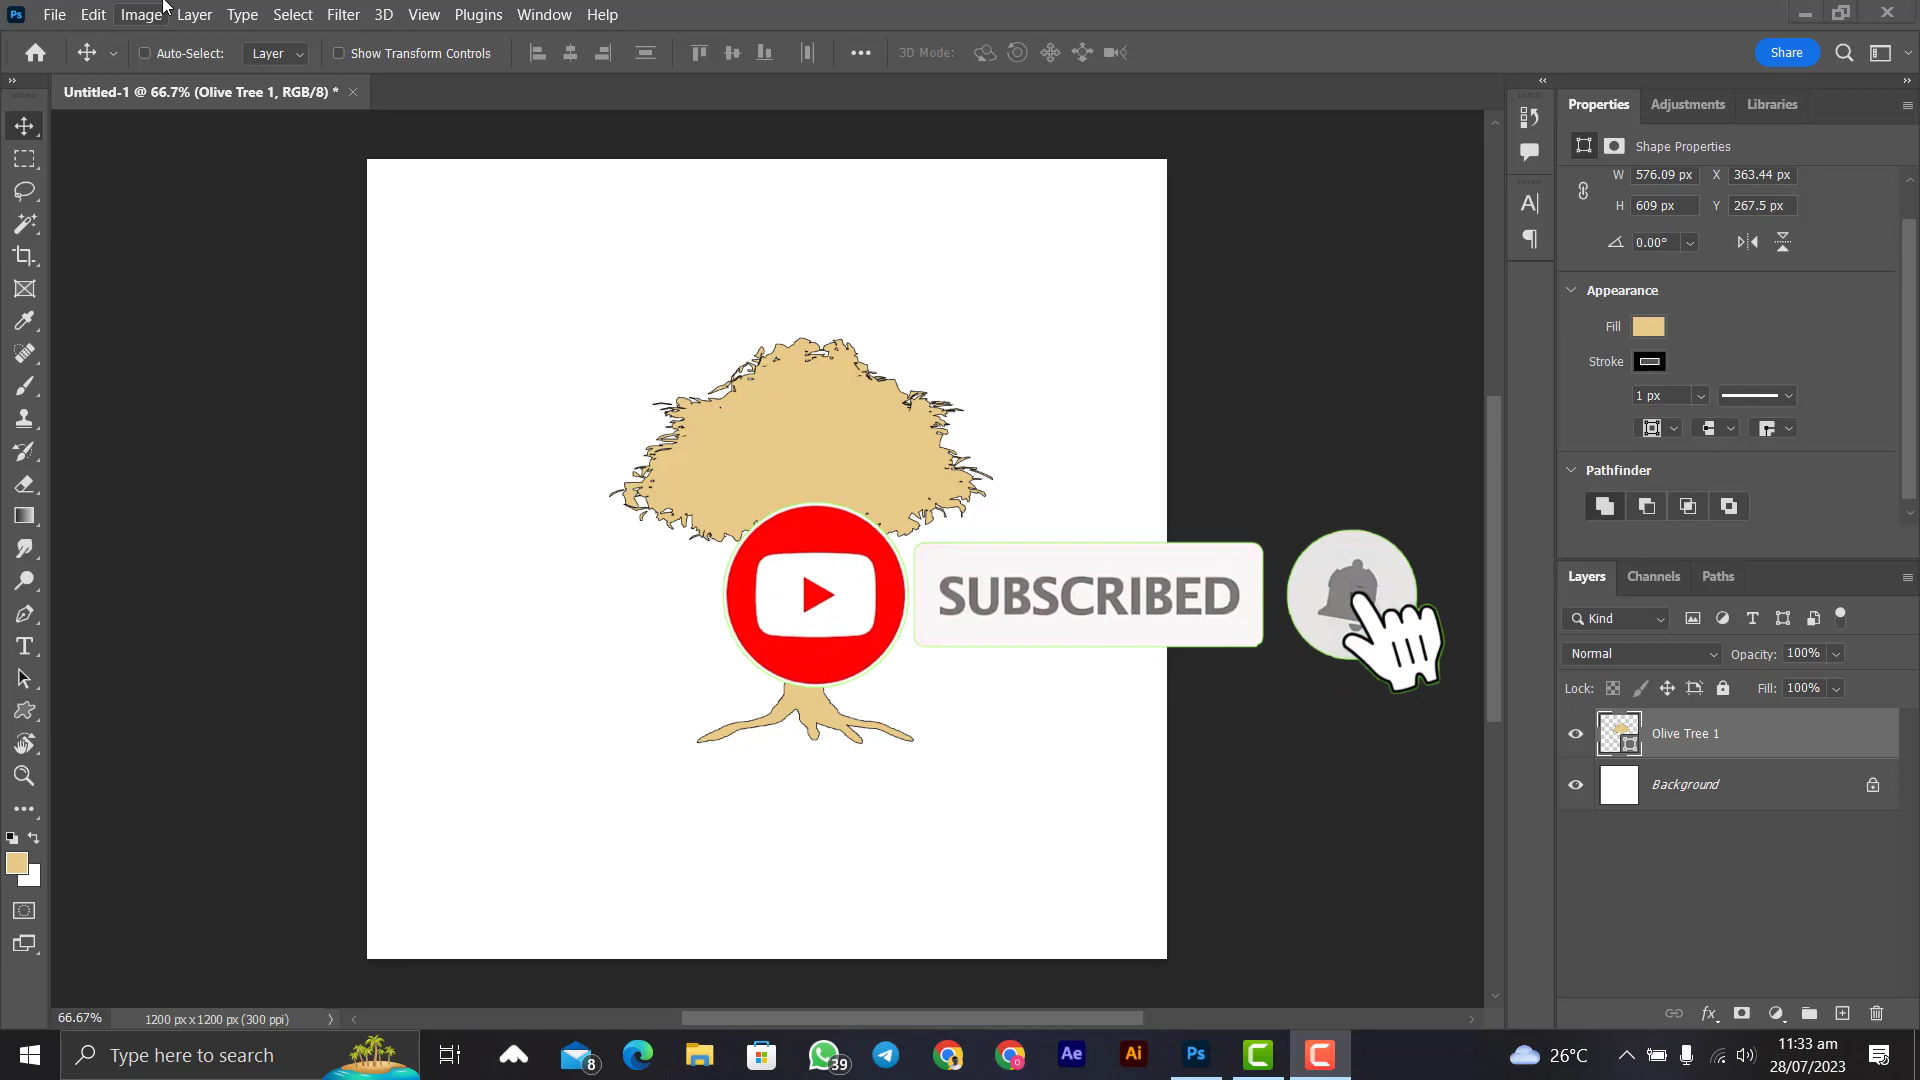 Ps File Edit Image Layer Type Select Filter 3D View Plugins Window Help
Auto-Select: Layer Show Transform Controls 3D Mode: Share
Untitled-1 @ 66.7% (Olive Tree 1, RGB/8) *
Properties Adjustments Libraries
Shape Properties
W 576.09 px X 363.44 px
H 609 px Y 267.5 px
0.00°
Appearance
Fill
Stroke
1 px
Pathfinder
SUBSCRIBED
Layers Channels Paths
Kind
Normal Opacity: 100%
Lock: Fill: 100%
Olive Tree 1
Background
66.67% 1200 px x 1200 px (300 ppi)
Type here to search 8 39 Ae Ai Ps 26°C
11:33 am
28/07/2023